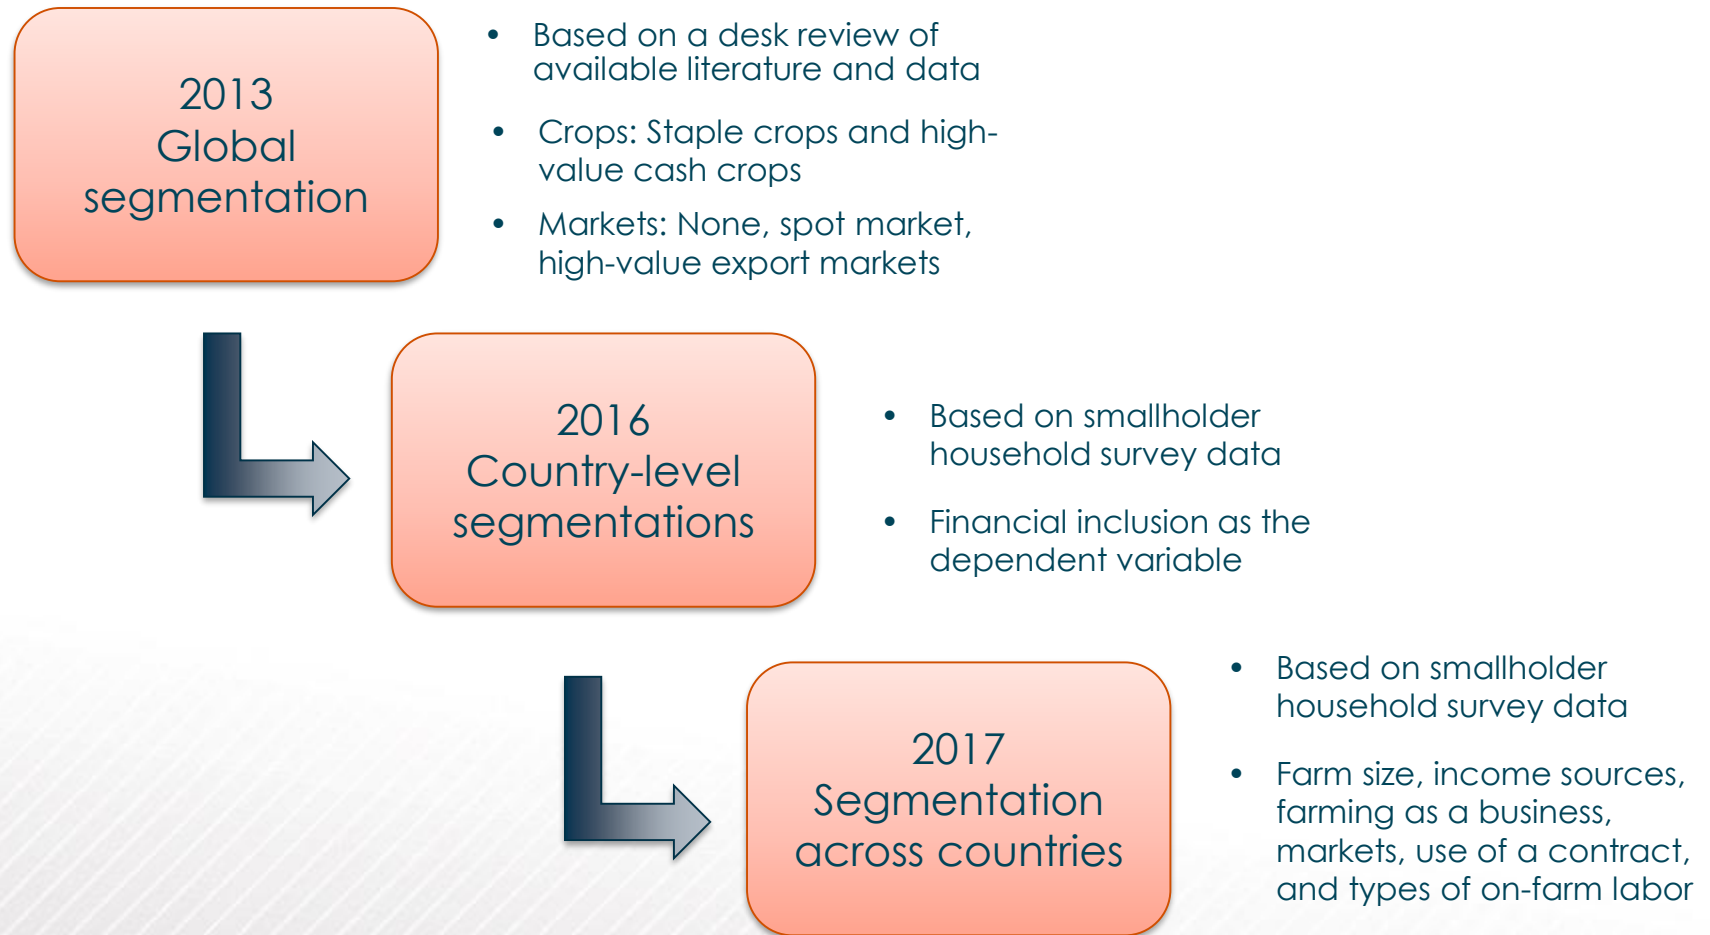 2013
Global
segmentation
• Based on a desk review of
available literature and data
• Crops: Staple crops and high-
value cash crops
• Markets: None, spot market,
high-value export markets
2016
Country-level
segmentations
• Based on smallholder
household survey data
• Financial inclusion as the
dependent variable
2017
Segmentation
across countries
• Based on smallholder
household survey data
• Farm size, income sources,
farming as a business,
markets, use of a contract,
and types of on-farm labor